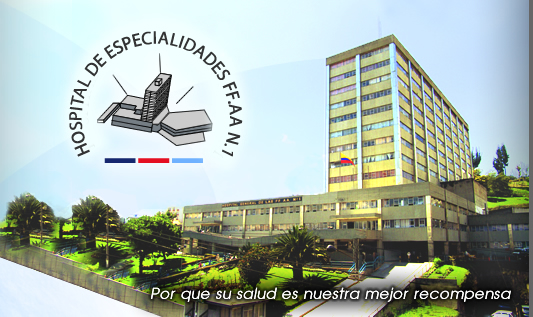 HOSPITAL DE ESPECIALIDADES FF.AA N.1
Por que su salud es nuestra mejor recompensa